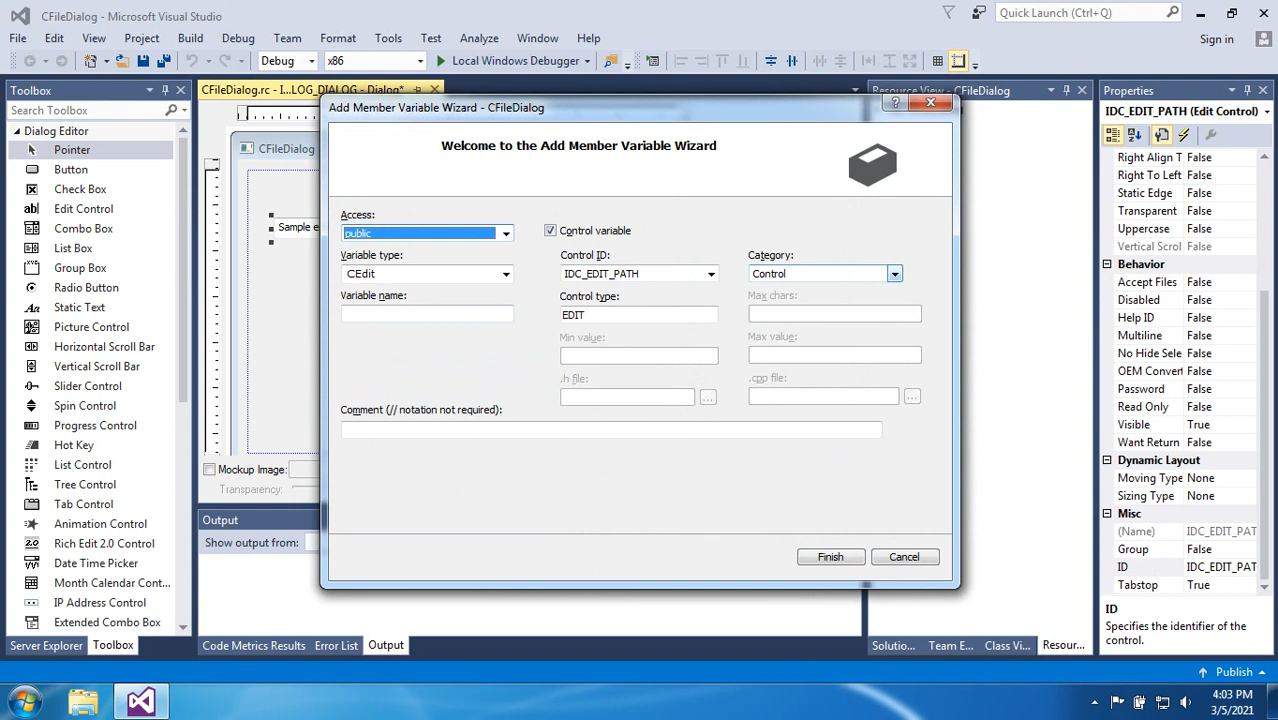 CFileDialog - Microsoft Visual Studio
Quick Launch (Ctrl+Q)
File Edit View Project Build Debug Team Format Tools Test Analyze Window Help
Sign in
Debug x86 Local Windows Debugger
Toolbox
Search Toolbox
Dialog Editor
Pointer
Button
Check Box
ab| Edit Control
Combo Box
List Box
Group Box
Radio Button
Static Text
Picture Control
Horizontal Scroll Bar
Vertical Scroll Bar
Slider Control
Spin Control
Progress Control
Hot Key
List Control
Tree Control
Tab Control
Animation Control
Rich Edit 2.0 Control
Date Time Picker
Month Calendar Cont...
IP Address Control
Extended Combo Box
Server Explorer Toolbox
CFileDialog.rc - I...LOG_DIALOG - Dialog*
CFileDialog
Sample e
Mockup Image:
Transparency:
Output
Show output from:
Code Metrics Results Error List Output
Add Member Variable Wizard - CFileDialog
?
Welcome to the Add Member Variable Wizard
Access:
public
Control variable
Variable type:
Control ID:
Category:
CEdit
IDC_EDIT_PATH
Control
Variable name:
Control type:
Max chars:
EDIT
Min value:
Max value:
.h file:
.cpp file:
...
...
Comment (// notation not required):
Finish Cancel
Resource View - CFileDialog
Solutio... Team E... Class Vi... Resour...
Properties
IDC_EDIT_PATH (Edit Control)
Right Align T False
Right To Left False
Static Edge False
Transparent False
Uppercase False
Vertical Scroll False
Behavior
Accept Files False
Disabled False
Help ID False
Multiline False
No Hide Sele False
OEM Convert False
Password False
Read Only False
Visible True
Want Return False
Dynamic Layout
Moving Type None
Sizing Type None
Misc
(Name) IDC_EDIT_PATH
Group False
ID IDC_EDIT_PATH
Tabstop True
ID
Specifies the identifier of the
control.
Publish
4:03 PM
3/5/2021